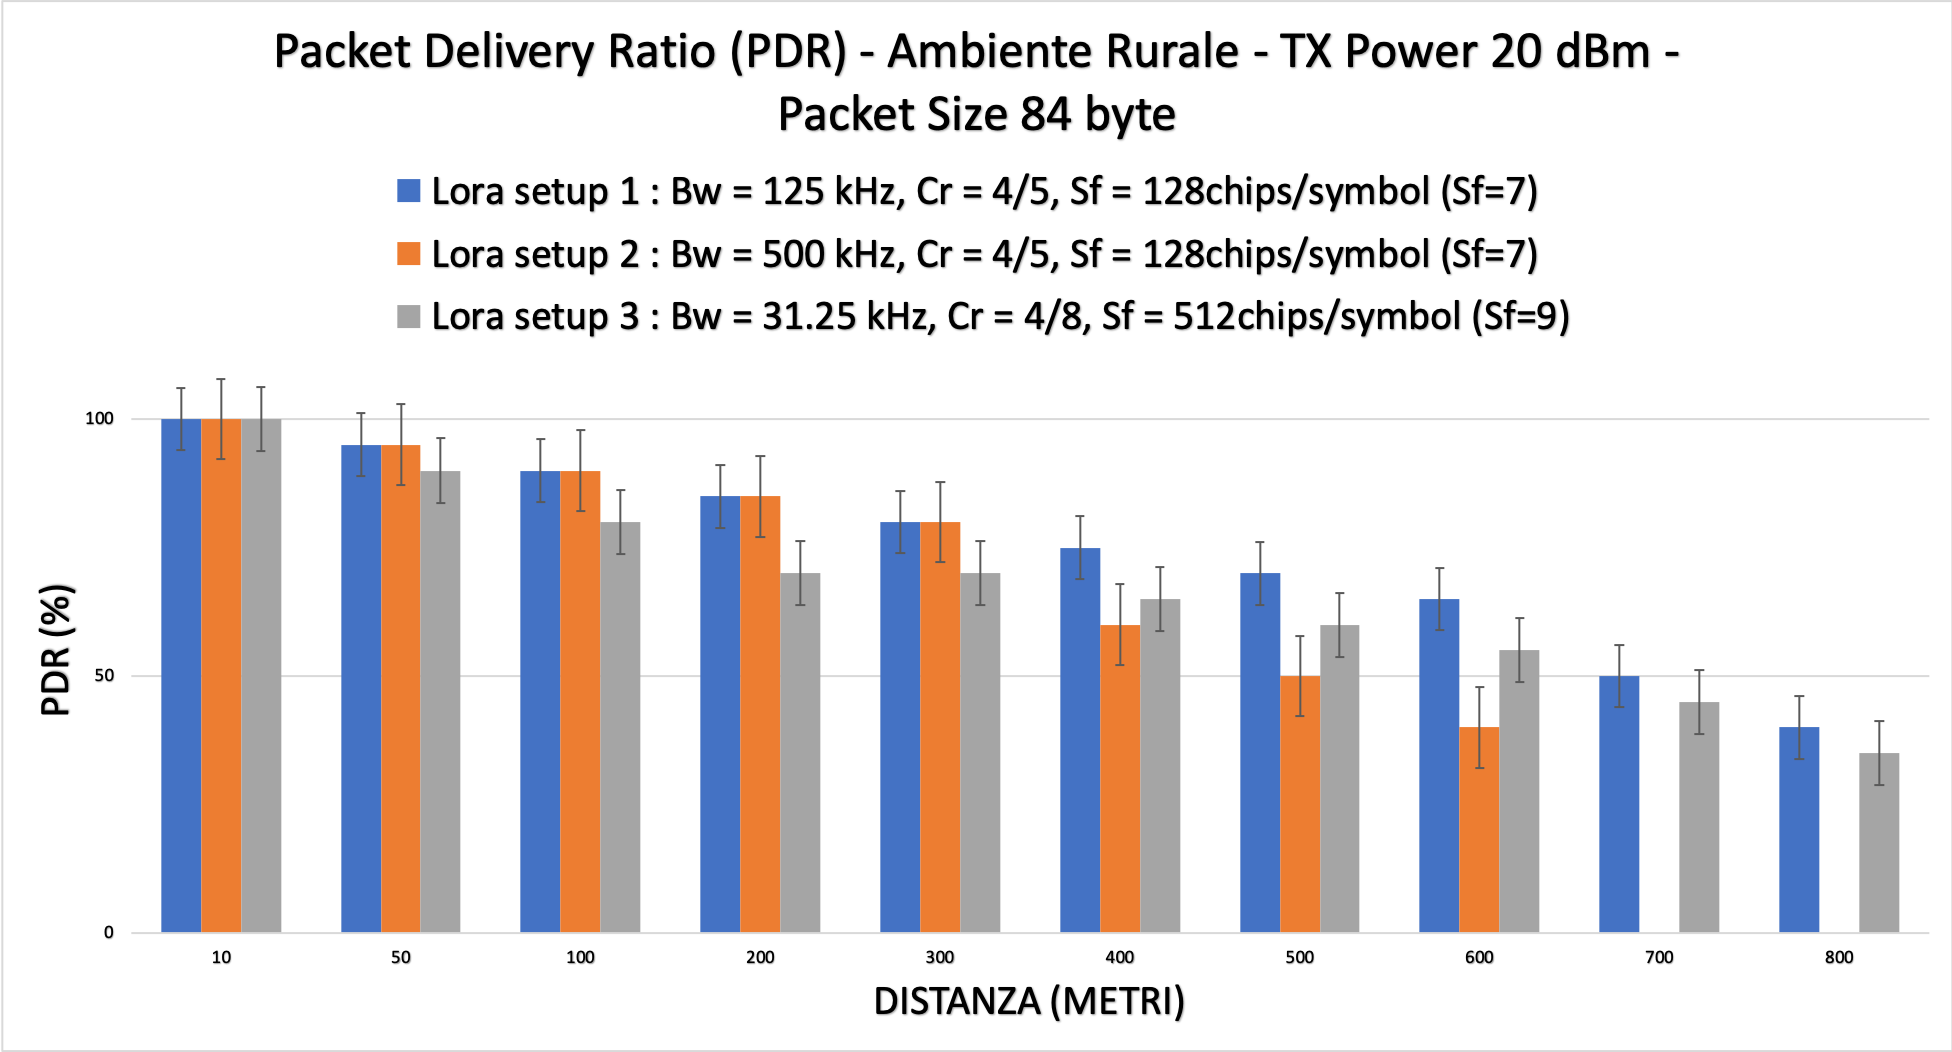 Packet Delivery Ratio (PDR) - Ambiente Rurale - TX Power 20 dBm -
Packet Size 84 byte
Lora setup 1 : Bw = 125 kHz, Cr = 4/5, Sf = 128chips/symbol (Sf=7)
Lora setup 2 : Bw = 500 kHz, Cr = 4/5, Sf = 128chips/symbol (Sf=7)
Lora setup 3 : Bw = 31.25 kHz, Cr = 4/8, Sf = 512chips/symbol (Sf=9)
PDR (%)
100
50
0
10 50 100 200 300 400 500 600 700 800
DISTANZA (METRI)